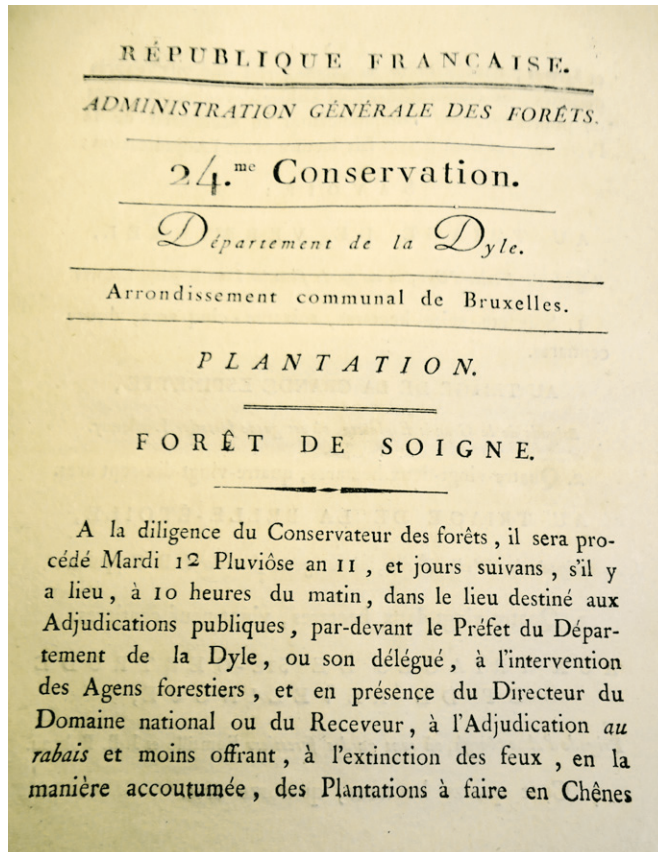 RÉPUBLIQUE FRANCAISE.
ADMINISTRATION GÉNÉRALE DES FORÊTS.
24.me Conservation.
Département de la Dyle.
Arrondissement communal de Bruxelles.
PLANTATION.
FORÊT DE SOIGNE.
A la diligence du Conservateur des forêts, il sera pro-
cédé Mardi 12 Pluviôse an 11, et jours suivans, s'il y
a lieu, à 10 heures du matin, dans le lieu destiné aux
Adjudications publiques, par-devant le Préfet du Dépar-
tement de la Dyle, ou son délégué, à l'intervention
des Agens forestiers, et en présence du Directeur du
Domaine national ou du Receveur, à l'Adjudication au
rabais et moins offrant, à l'extinction des feux, en la
manière accoutumée, des Plantations à faire en Chênes